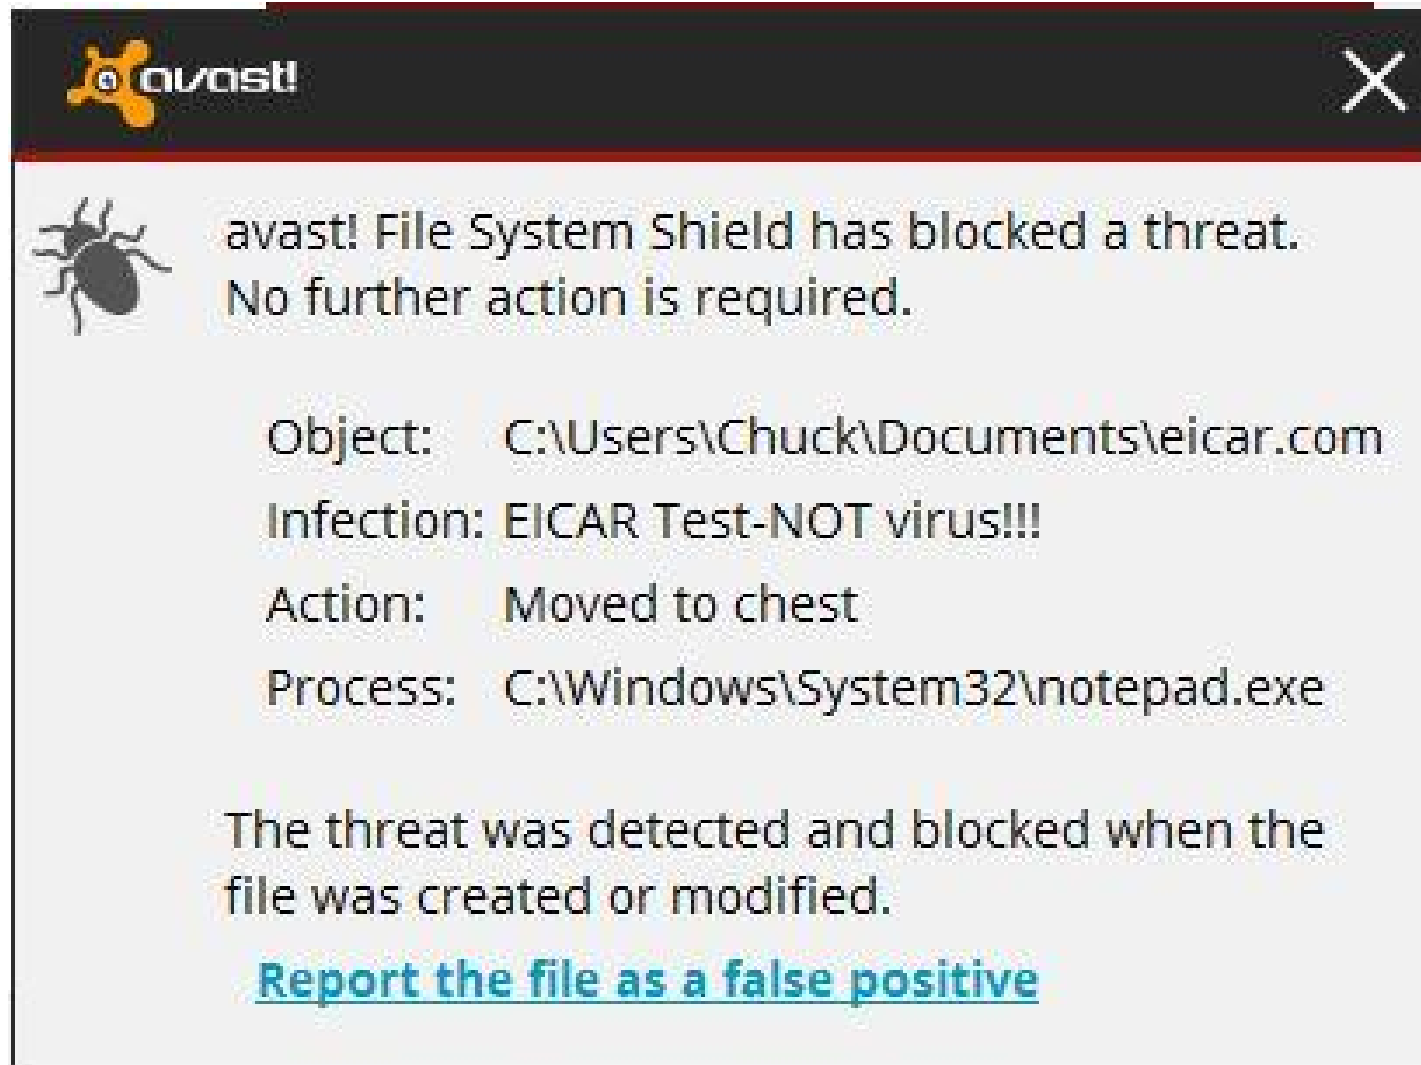 avast!
avast! File System Shield has blocked a threat.
No further action is required.
Object: C:\Users\Chuck\Documents\eicar.com
Infection: EICAR Test-NOT virus!!!
Action: Moved to chest
Process: C:\Windows\System32\notepad.exe
The threat was detected and blocked when the
file was created or modified.
Report the file as a false positive